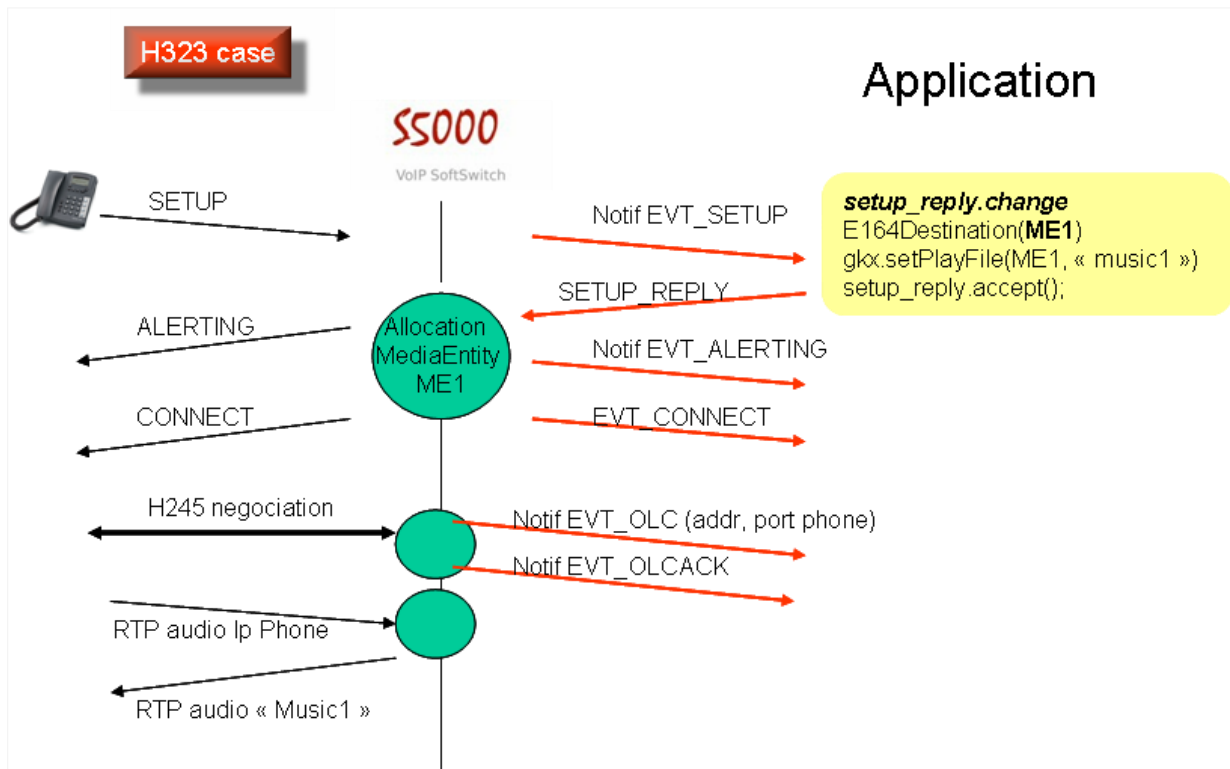 H323 case
Application
S5000
VoIP SoftSwitch
SETUP
Notif EVT_SETUP
setup_reply.change
E164Destination(ME1)
gkx.setPlayFile(ME1, « music1 »)
setup_reply.accept();
SETUP_REPLY
ALERTING
Allocation
MediaEntity
ME1
Notif EVT_ALERTING
CONNECT
EVT_CONNECT
H245 negociation
Notif EVT_OLC (addr, port phone)
Notif EVT_OLCACK
RTP audio Ip Phone
RTP audio « Music1 »